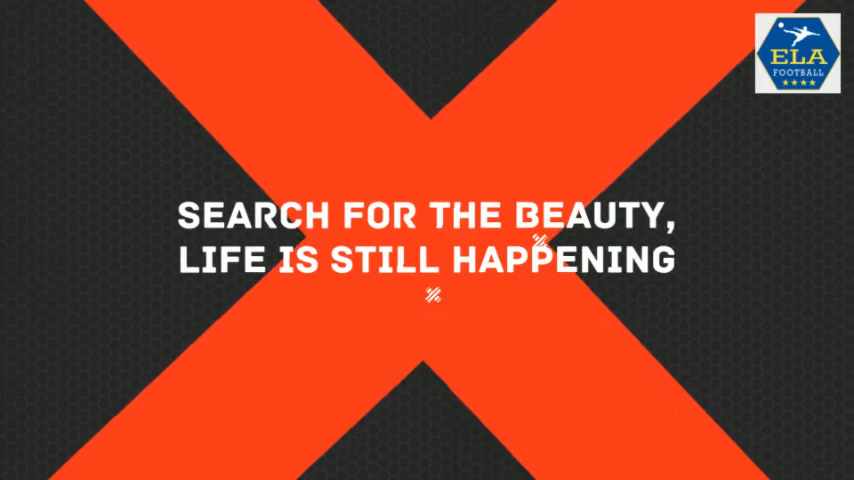 ELA
FOOTBALL
SEARCH FOR THE BEAUTY,
LIFE IS STILL HAPPENING